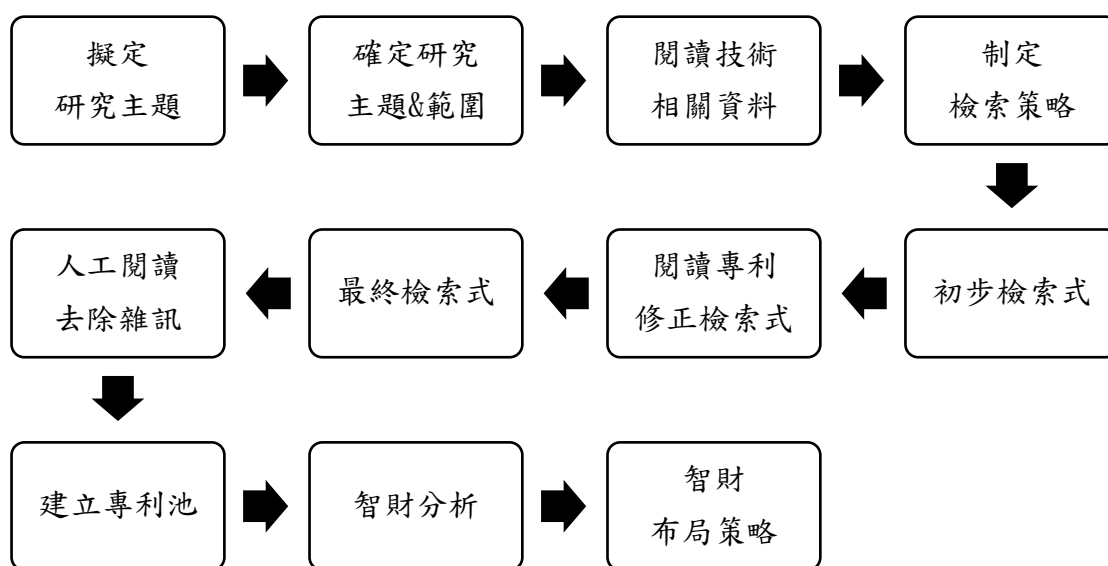 擬定
研究主題
確定研究
主題&範圍
閱讀技術
相關資料
制定
檢索策略
初步檢索式
閱讀專利
修正檢索式
最終檢索式
人工閱讀
去除雜訊
建立專利池
智財分析
智財
布局策略